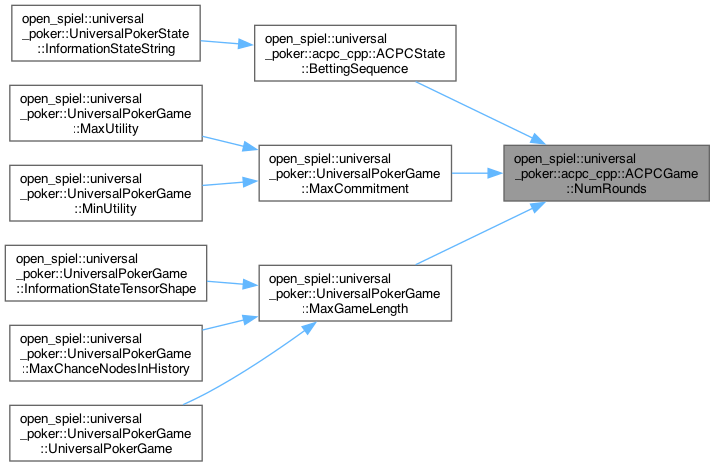 open_spiel::universal
_poker::UniversalPokerState
::InformationStateString
open_spiel::universal
_poker::acpc_cpp::ACPCState
::BettingSequence
open_spiel::universal
_poker::UniversalPokerGame
::MaxUtility
open_spiel::universal
_poker::UniversalPokerGame
::MaxCommitment
open_spiel::universal
_poker::acpc_cpp::ACPCGame
::NumRounds
open_spiel::universal
_poker::UniversalPokerGame
::MinUtility
open_spiel::universal
_poker::UniversalPokerGame
::InformationStateTensorShape
open_spiel::universal
_poker::UniversalPokerGame
::MaxGameLength
open_spiel::universal
_poker::UniversalPokerGame
::MaxChanceNodesInHistory
open_spiel::universal
_poker::UniversalPokerGame
::UniversalPokerGame